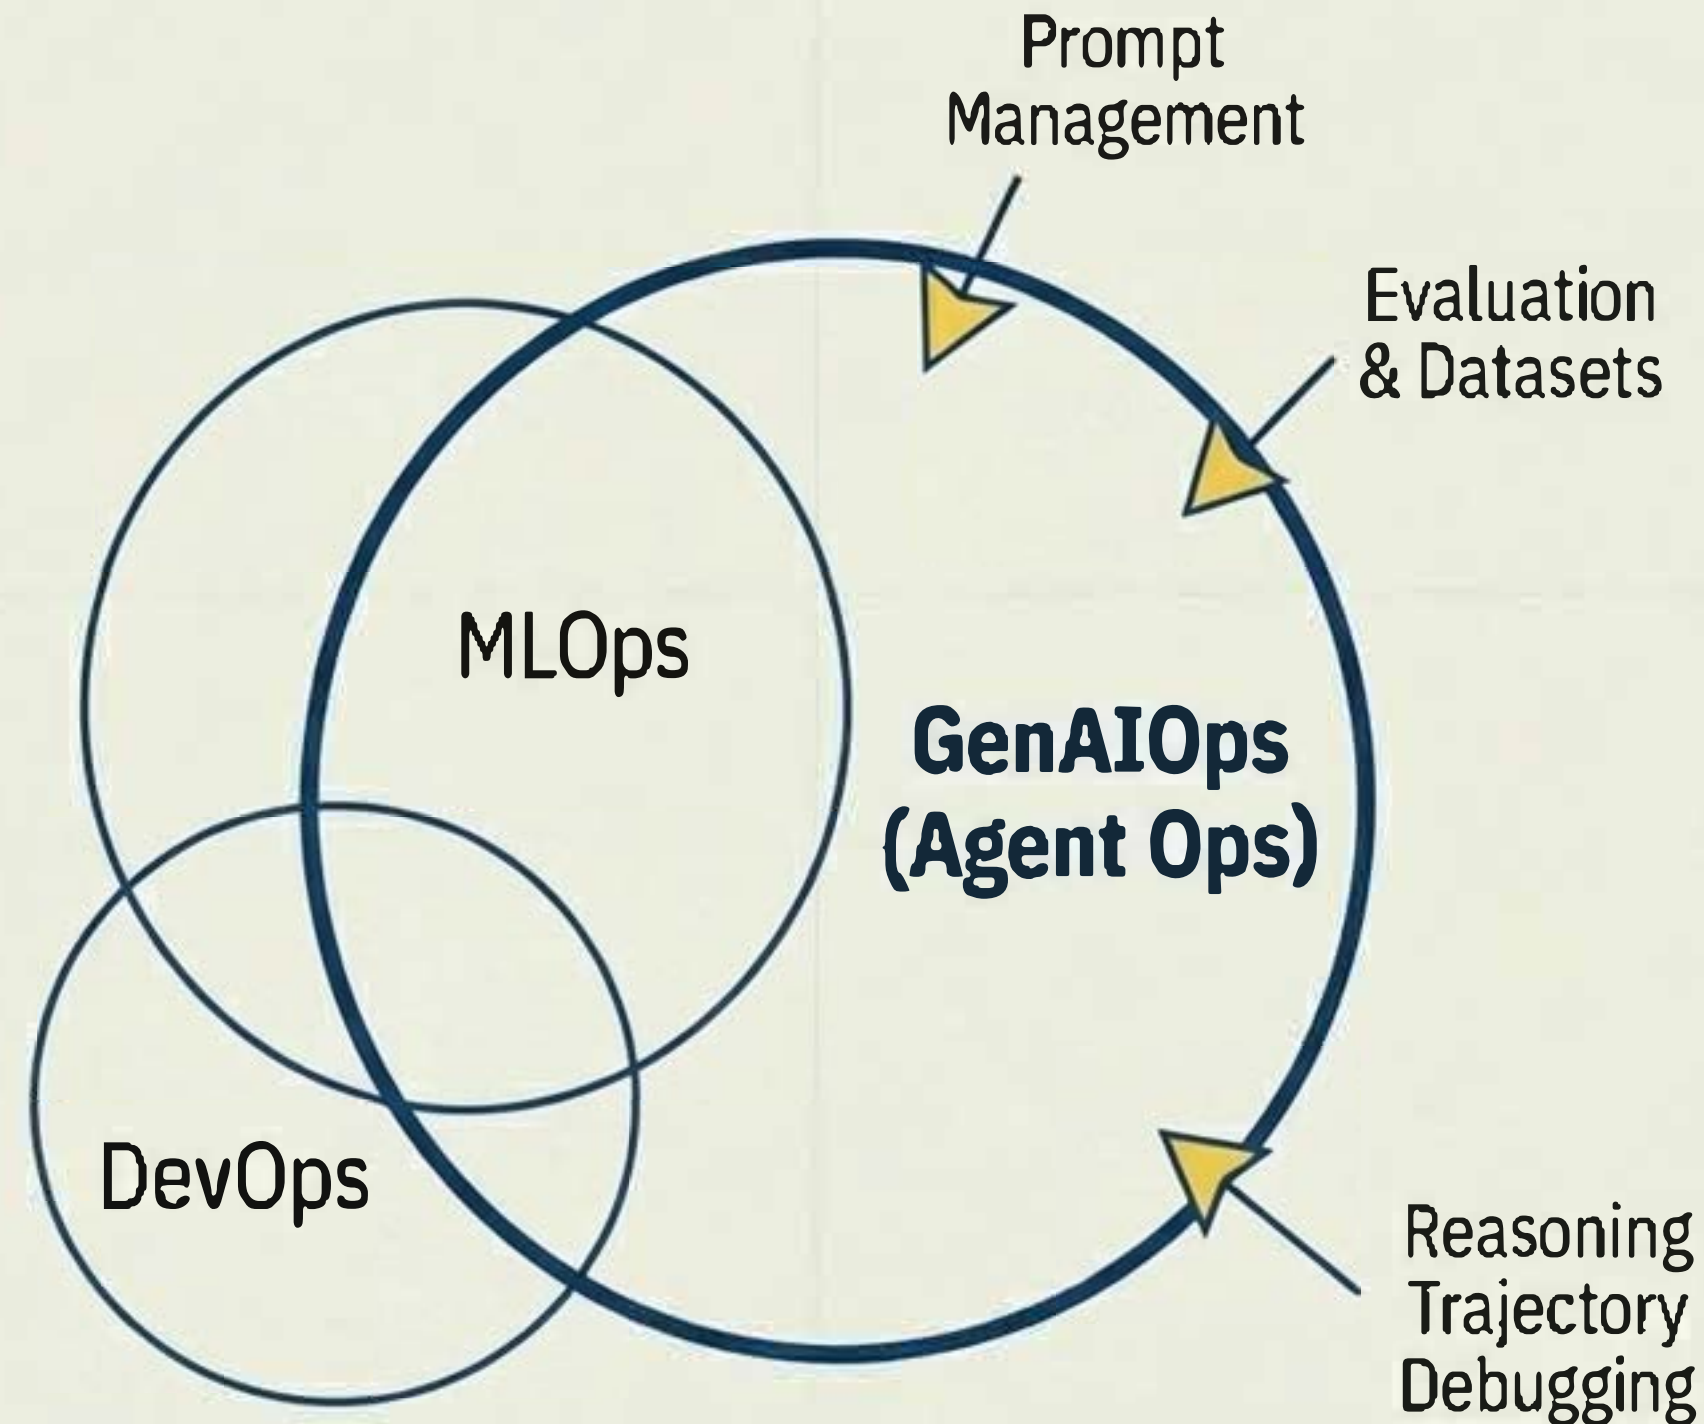 Prompt
Management
Evaluation
& Datasets
MLOps
GenAIOps
(Agent Ops)
DevOps
Reasoning
Trajectory
Debugging